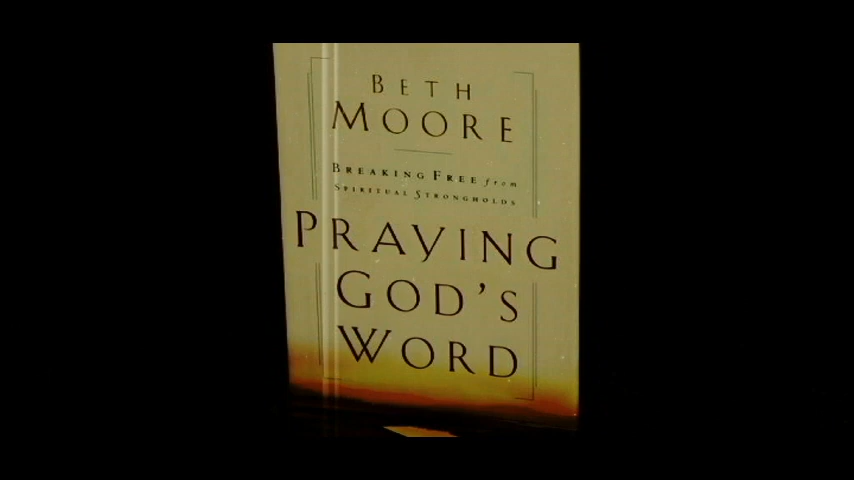 BETH
MOORE
BREAKING FREE from
SPIRITUAL STRONGHOLDS
PRAYING
GOD'S
WORD